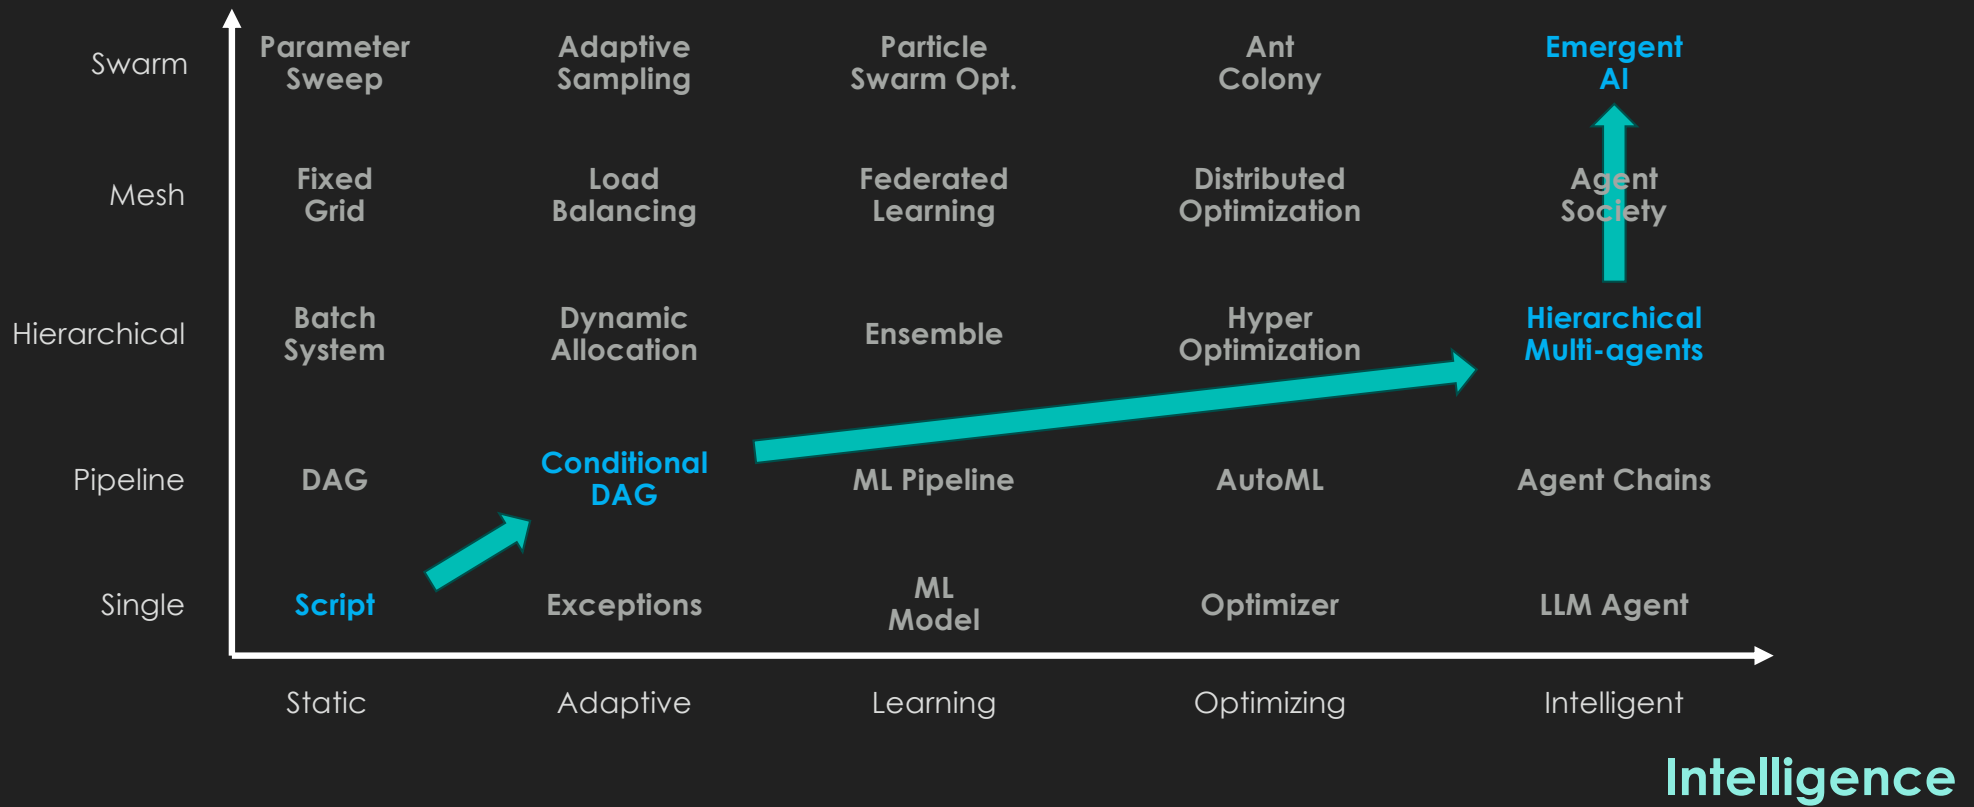 Swarm
Parameter
Sweep
Adaptive
Sampling
Particle
Swarm Opt.
Ant
Colony
Emergent
AI
Mesh
Fixed
Grid
Load
Balancing
Federated
Learning
Distributed
Optimization
Agent
Society
Hierarchical
Batch
System
Dynamic
Allocation
Ensemble
Hyper
Optimization
Hierarchical
Multi-agents
Pipeline
DAG
Conditional
DAG
ML Pipeline
AutoML
Agent Chains
Single
Script
Exceptions
ML
Model
Optimizer
LLM Agent
Static
Adaptive
Learning
Optimizing
Intelligent
Intelligence